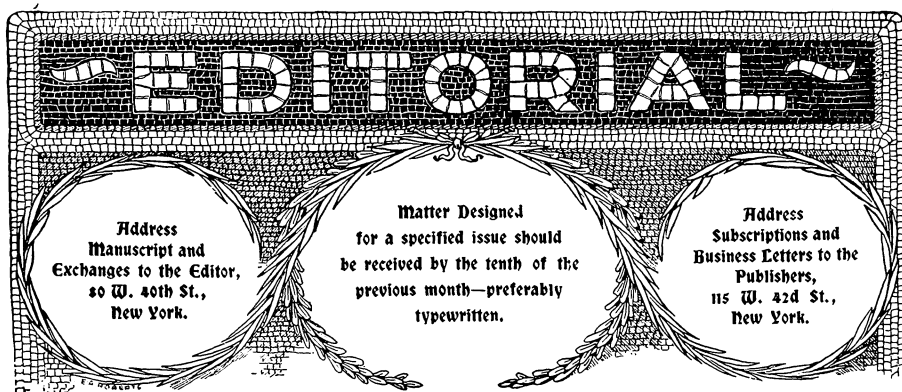 EDITORIAL
Address
Manuscript and
Exchanges to the Editor,
80 W. 40th St.,
New York.
Matter Designed
for a specified issue should
be received by the tenth of the
previous month—preferably
typewritten.
Address
Subscriptions and
Business Letters to the
Publishers,
115 W. 42d St.,
New York.